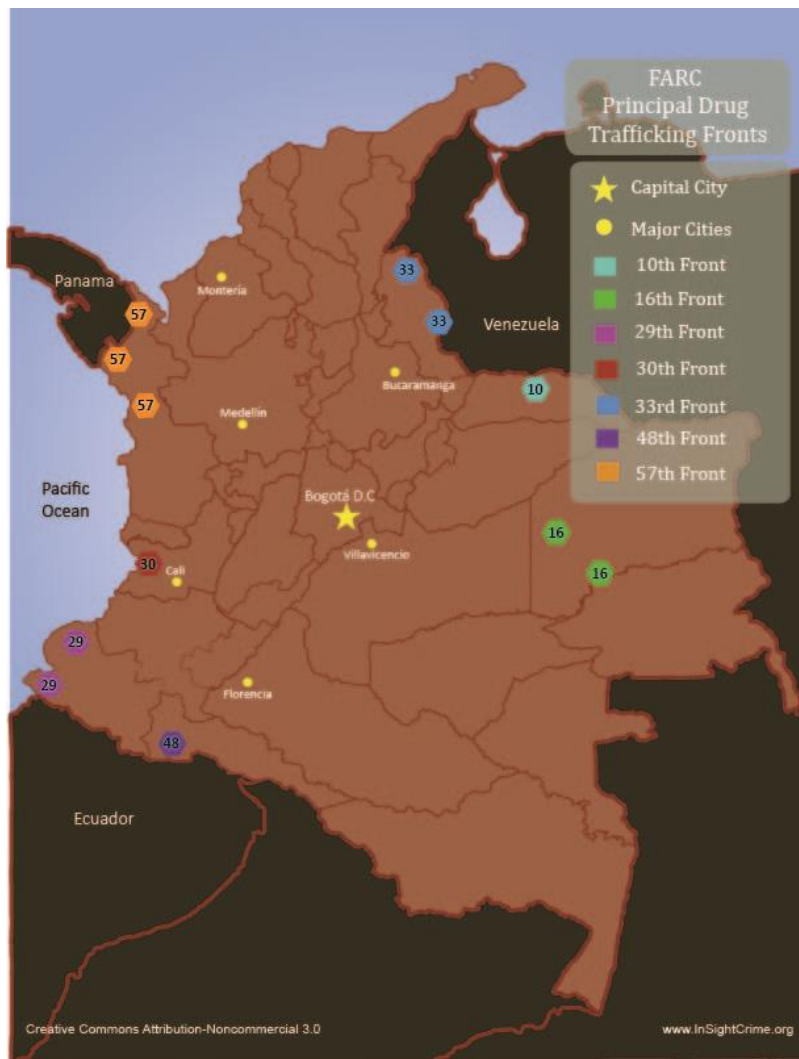 FARC
Principal Drug
Trafficking Fronts
Capital City
Major Cities
10th Front
16th Front
29th Front
30th Front
33rd Front
48th Front
57th Front
Panama
Montería
33
57
33
Venezuela
57
Bucaramanga
10
57
Medellín
Pacific
Ocean
Bogotá D.C
16
Villavicencio
30
Cali
16
29
29
Florencia
48
Ecuador
Creative Commons Attribution-Noncommercial 3.0
www.InSightCrime.org